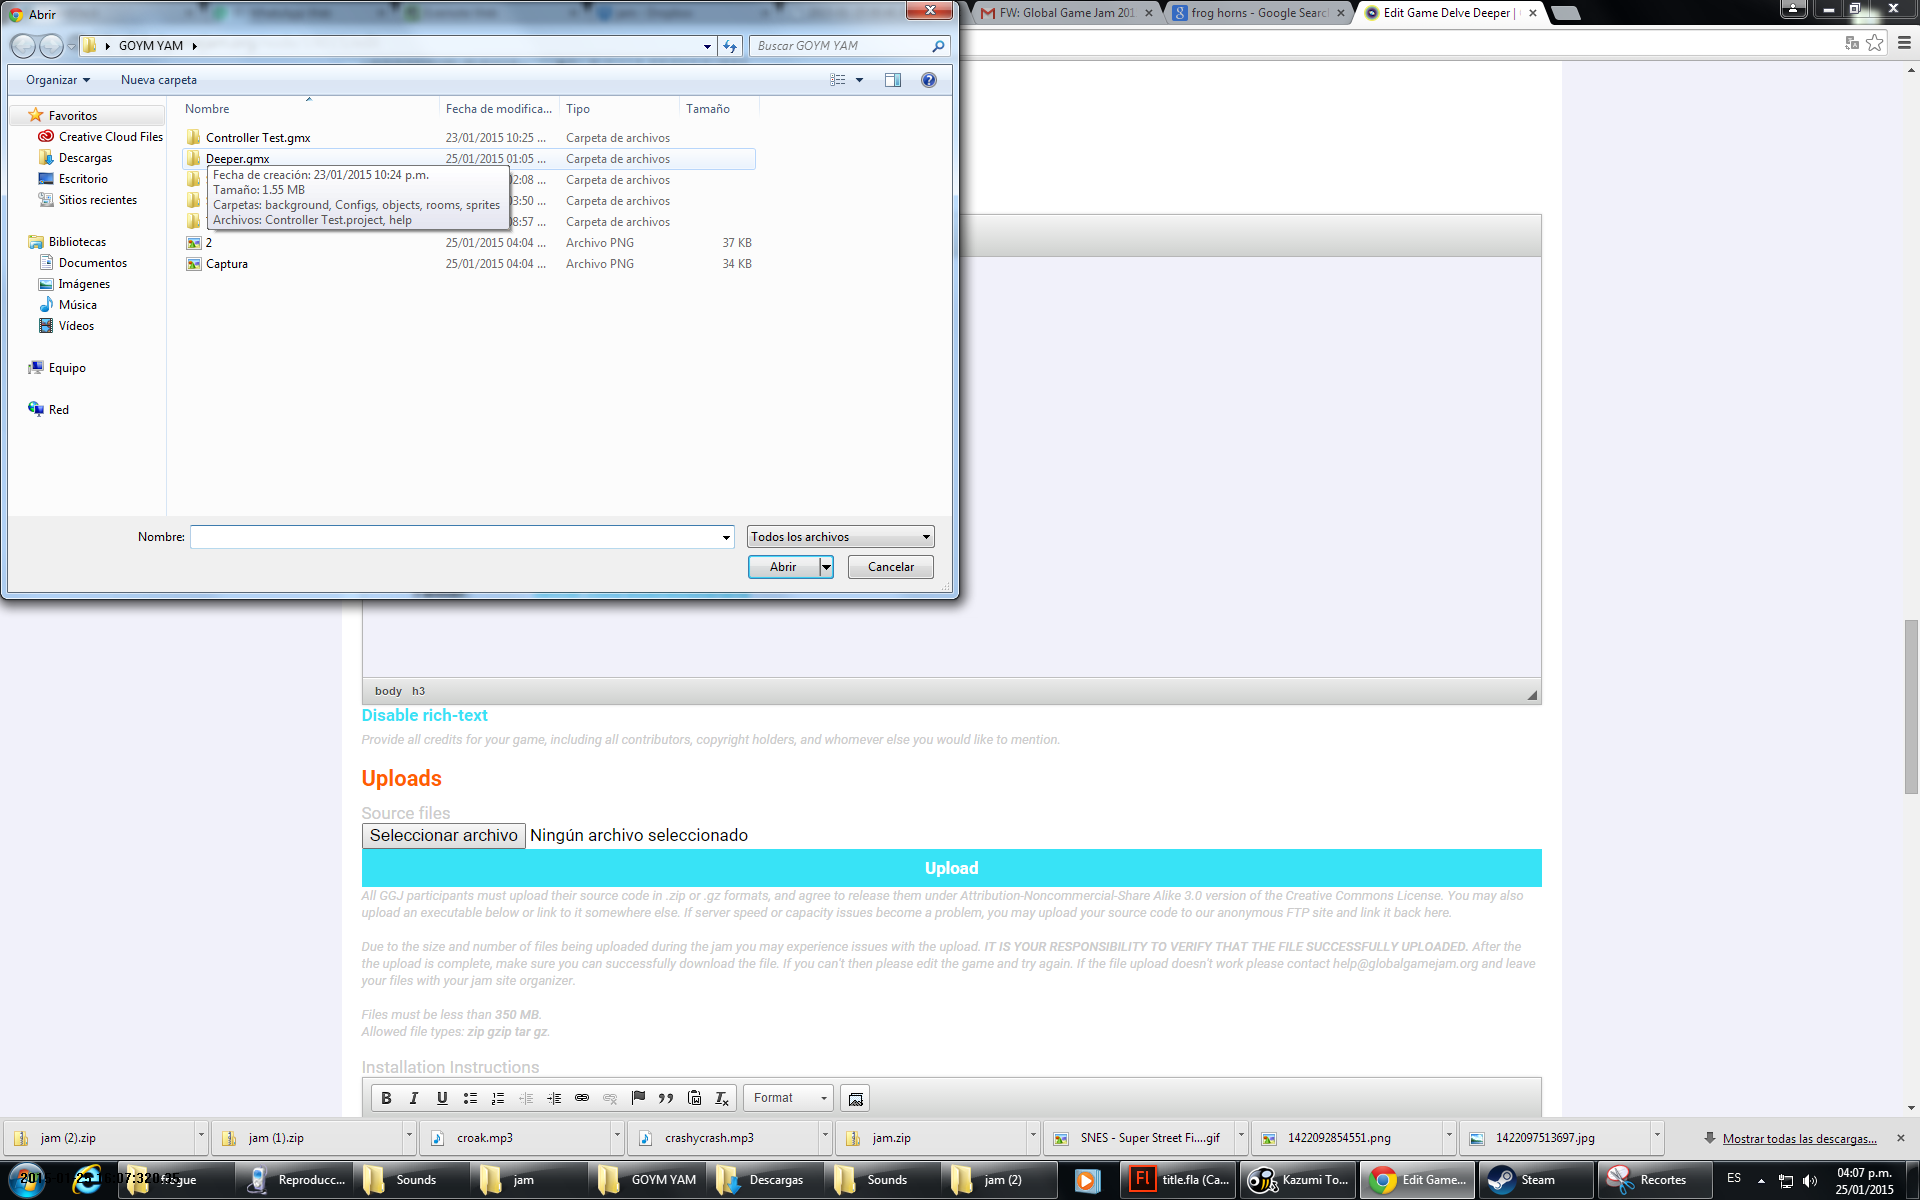 Abrir
FW: Global Game Jam 201
frog horns - Google Searc
Edit Game Delve Deeper |
GOYM YAM
Buscar GOYM YAM
Organizar
Nueva carpeta
Nombre
Fecha de modifica...
Tipo
Tamaño
Favoritos
Creative Cloud Files
Descargas
Escritorio
Sitios recientes
Bibliotecas
Documentos
Imágenes
Música
Vídeos
Equipo
Red
Controller Test.gmx 23/01/2015 10:25 ... Carpeta de archivos
Deeper.gmx 25/01/2015 01:05 ... Carpeta de archivos
02:08 ... Carpeta de archivos
03:50 ... Carpeta de archivos
08:57 ... Carpeta de archivos
Fecha de creación: 23/01/2015 10:24 p.m.
Tamaño: 1.55 MB
Carpetas: background, Configs, objects, rooms, sprites
Archivos: Controller Test.project, help
2 25/01/2015 04:04 ... Archivo PNG 37 KB
Captura 25/01/2015 04:04 ... Archivo PNG 34 KB
Nombre:
Todos los archivos
Abrir
Cancelar
body h3
Disable rich-text
Provide all credits for your game, including all contributors, copyright holders, and whomever else you would like to mention.
Uploads
Source files
Seleccionar archivo Ningún archivo seleccionado
Upload
All GGJ participants must upload their source code in .zip or .gz formats, and agree to release them under Attribution-Noncommercial-Share Alike 3.0 version of the Creative Commons License. You may also
upload an executable below or link to it somewhere else. If server speed or capacity issues become a problem, you may upload your source code to our anonymous FTP site and link it back here.
Due to the size and number of files being uploaded during the jam you may experience issues with the upload. IT IS YOUR RESPONSIBILITY TO VERIFY THAT THE FILE SUCCESSFULLY UPLOADED. After the
the upload is complete, make sure you can successfully download the file. If you can't then please edit the game and try again. If the file upload doesn't work please contact help@globalgamejam.org and leave
your files with your jam site organizer.
Files must be less than 350 MB.
Allowed file types: zip gzip tar gz.
Installation Instructions
B I U Format
jam (2).zip
jam (1).zip
croak.mp3
crashycrash.mp3
jam.zip
SNES - Super Street Fi....gif
1422092854551.png
1422097513697.jpg
Mostrar todas las descargas...
Reproducc...
Sounds
jam
GOYM YAM
Descargas
Sounds
jam (2)
title.fla (Ca...
Kazumi To...
Edit Game...
Steam
Recortes
ES
04:07 p.m.
25/01/2015